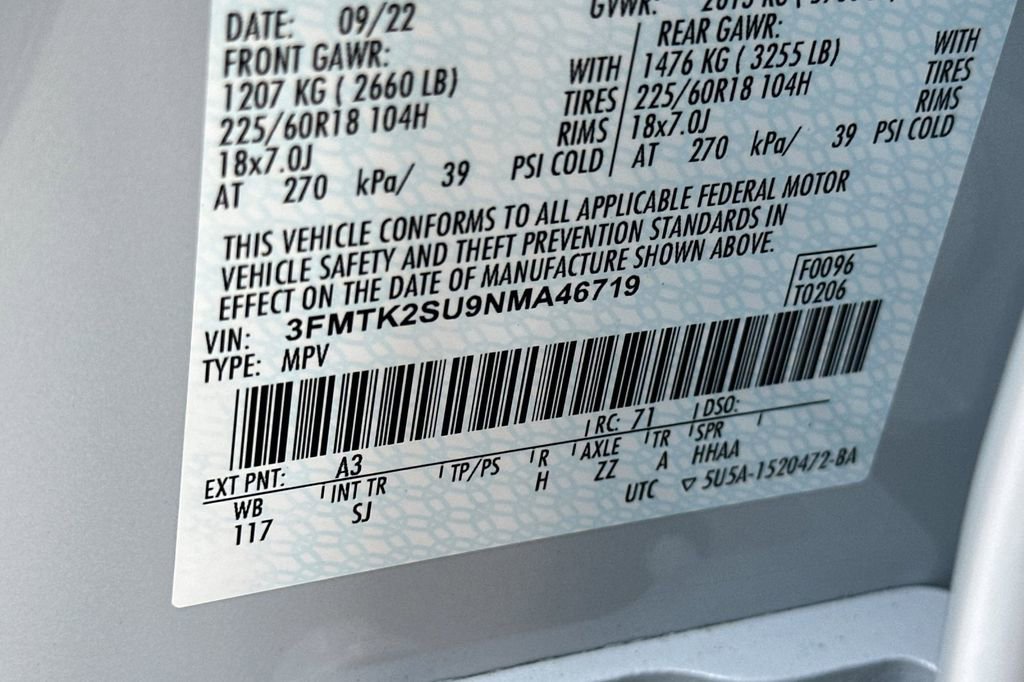 DATE: 09/22 GVWR:
FRONT GAWR: REAR GAWR:
1207 KG ( 2660 LB) WITH 1476 KG ( 3255 LB) WITH
225/60R18 104H TIRES 225/60R18 104H TIRES
18x7.0J RIMS 18x7.0J RIMS
AT 270 kPa/ 39 PSI COLD AT 270 kPa/ 39 PSI COLD
THIS VEHICLE CONFORMS TO ALL APPLICABLE FEDERAL MOTOR
VEHICLE SAFETY AND THEFT PREVENTION STANDARDS IN
EFFECT ON THE DATE OF MANUFACTURE SHOWN ABOVE.
VIN: 3FMTK2SU9NMA46719 F0096
TYPE: MPV T0206
EXT PNT: A3 RC: 71 DSO:
WB INT TR TP/PS R AXLE TR SPR
117 SJ H ZZ A HHAA
UTC ▽ 5U5A-1520472-BA